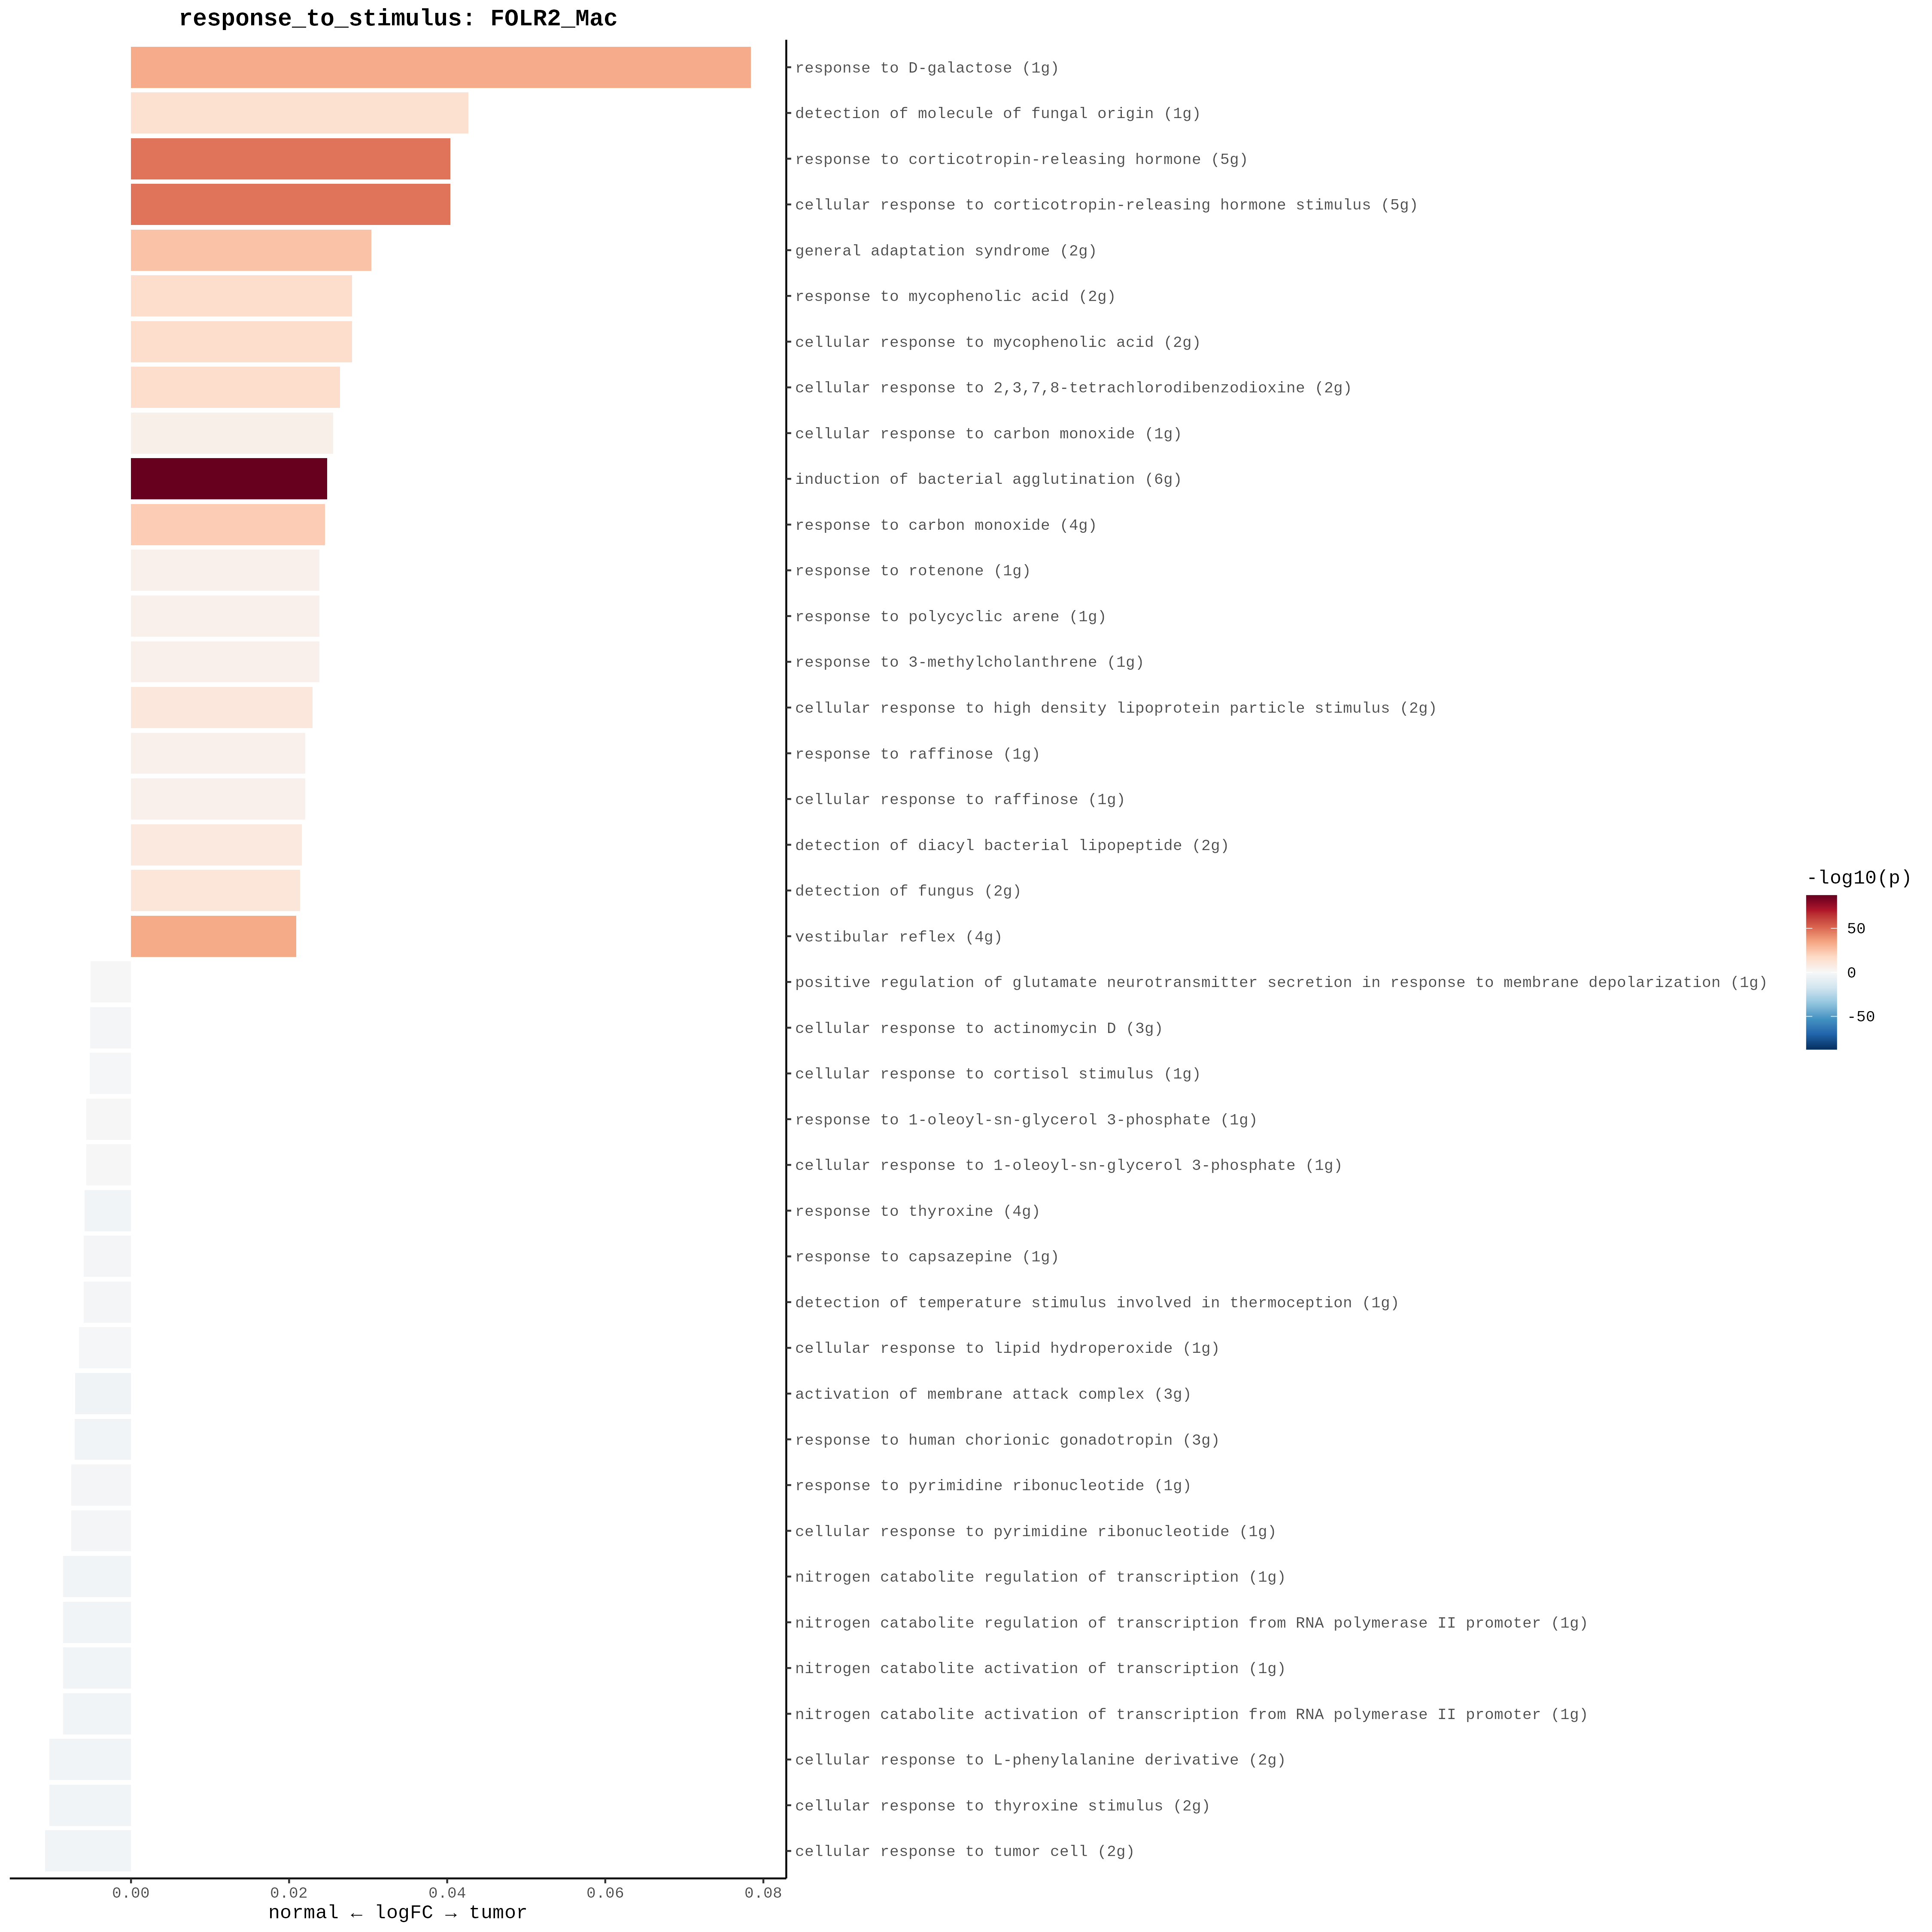 response_to_stimulus: FOLR2_Mac
response to D-galactose (1g)
detection of molecule of fungal origin (1g)
response to corticotropin-releasing hormone (5g)
cellular response to corticotropin-releasing hormone stimulus (5g)
general adaptation syndrome (2g)
response to mycophenolic acid (2g)
cellular response to mycophenolic acid (2g)
cellular response to 2,3,7,8-tetrachlorodibenzodioxine (2g)
cellular response to carbon monoxide (1g)
induction of bacterial agglutination (6g)
response to carbon monoxide (4g)
response to rotenone (1g)
response to polycyclic arene (1g)
response to 3-methylcholanthrene (1g)
cellular response to high density lipoprotein particle stimulus (2g)
response to raffinose (1g)
cellular response to raffinose (1g)
detection of diacyl bacterial lipopeptide (2g)
detection of fungus (2g)
vestibular reflex (4g)
positive regulation of glutamate neurotransmitter secretion in response to membrane depolarization (1g)
cellular response to actinomycin D (3g)
cellular response to cortisol stimulus (1g)
response to 1-oleoyl-sn-glycerol 3-phosphate (1g)
cellular response to 1-oleoyl-sn-glycerol 3-phosphate (1g)
response to thyroxine (4g)
response to capsazepine (1g)
detection of temperature stimulus involved in thermoception (1g)
cellular response to lipid hydroperoxide (1g)
activation of membrane attack complex (3g)
response to human chorionic gonadotropin (3g)
response to pyrimidine ribonucleotide (1g)
cellular response to pyrimidine ribonucleotide (1g)
nitrogen catabolite regulation of transcription (1g)
nitrogen catabolite regulation of transcription from RNA polymerase II promoter (1g)
nitrogen catabolite activation of transcription (1g)
nitrogen catabolite activation of transcription from RNA polymerase II promoter (1g)
cellular response to L-phenylalanine derivative (2g)
cellular response to thyroxine stimulus (2g)
cellular response to tumor cell (2g)
0.00 0.02 0.04 0.06 0.08
normal ← logFC → tumor
-log10(p)
50
0
-50